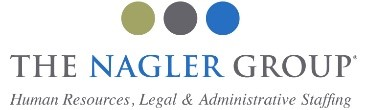 THE NAGLER GROUP®
Human Resources, Legal & Administrative Staffing